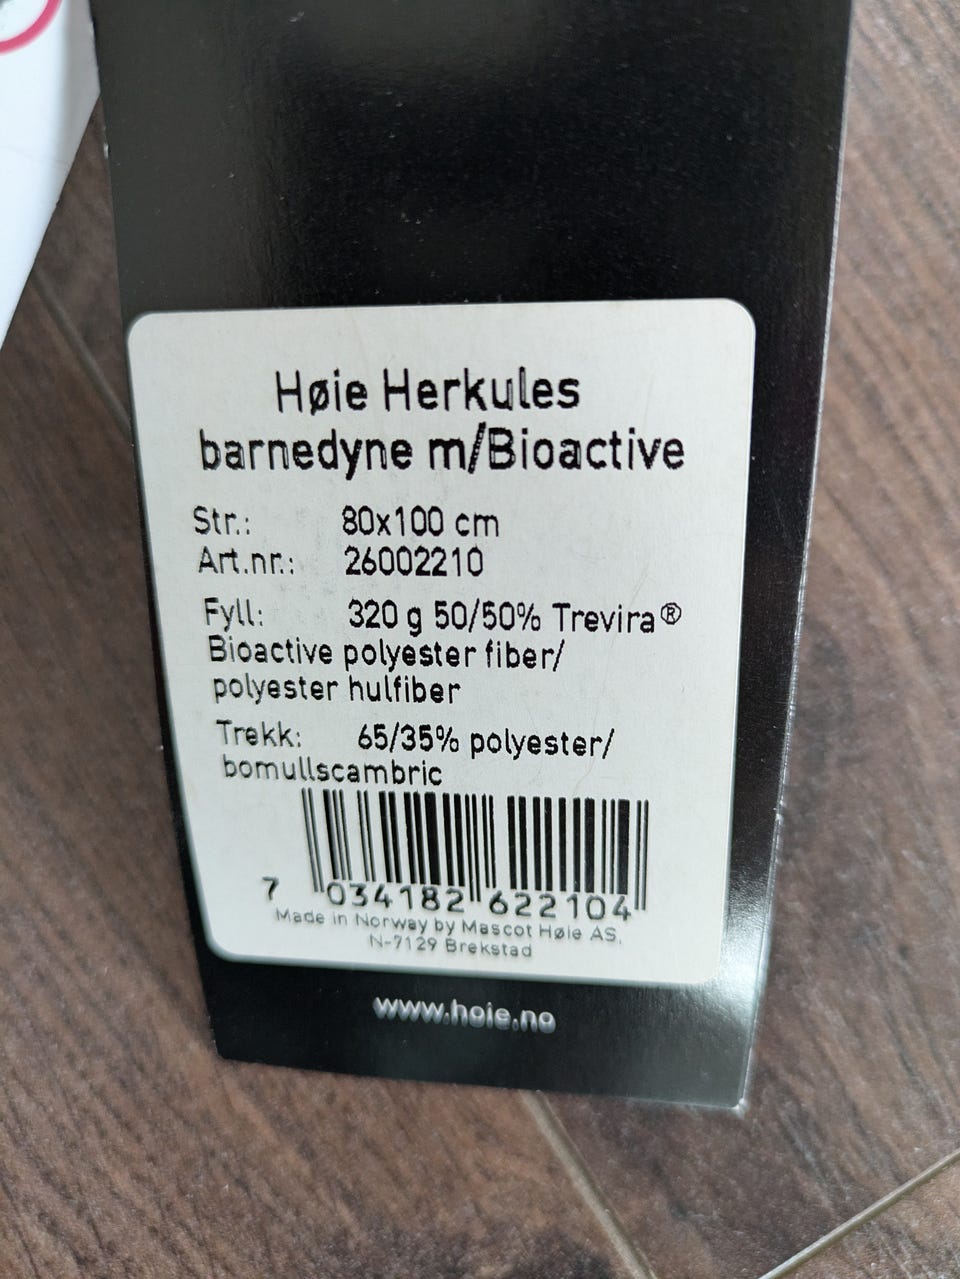 Høie Herkules
barnedyne m/Bioactive
Str.: 80x100 cm
Art.nr.: 26002210
Fyll: 320 g 50/50% Trevira®
Bioactive polyester fiber/
polyester hulfiber
Trekk: 65/35% polyester/
bomullscambric
7 034182 622104
Made in Norway by Mascot Høie AS,
N-7129 Brekstad
www.hoie.no